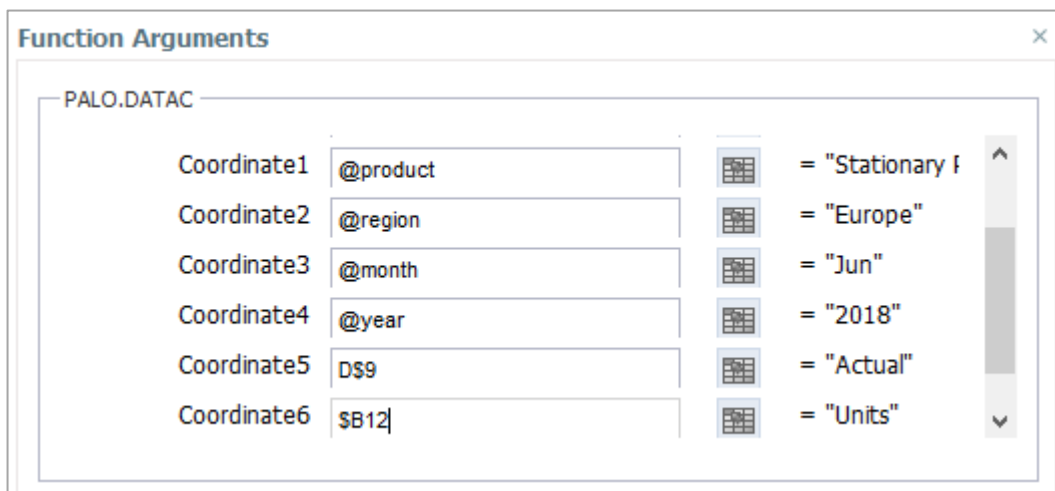 Function Arguments ×
PALO.DATAC
Coordinate1 @product = "Stationary
Coordinate2 @region = "Europe"
Coordinate3 @month = "Jun"
Coordinate4 @year = "2018"
Coordinate5 D$9 = "Actual"
Coordinate6 $B12 = "Units"